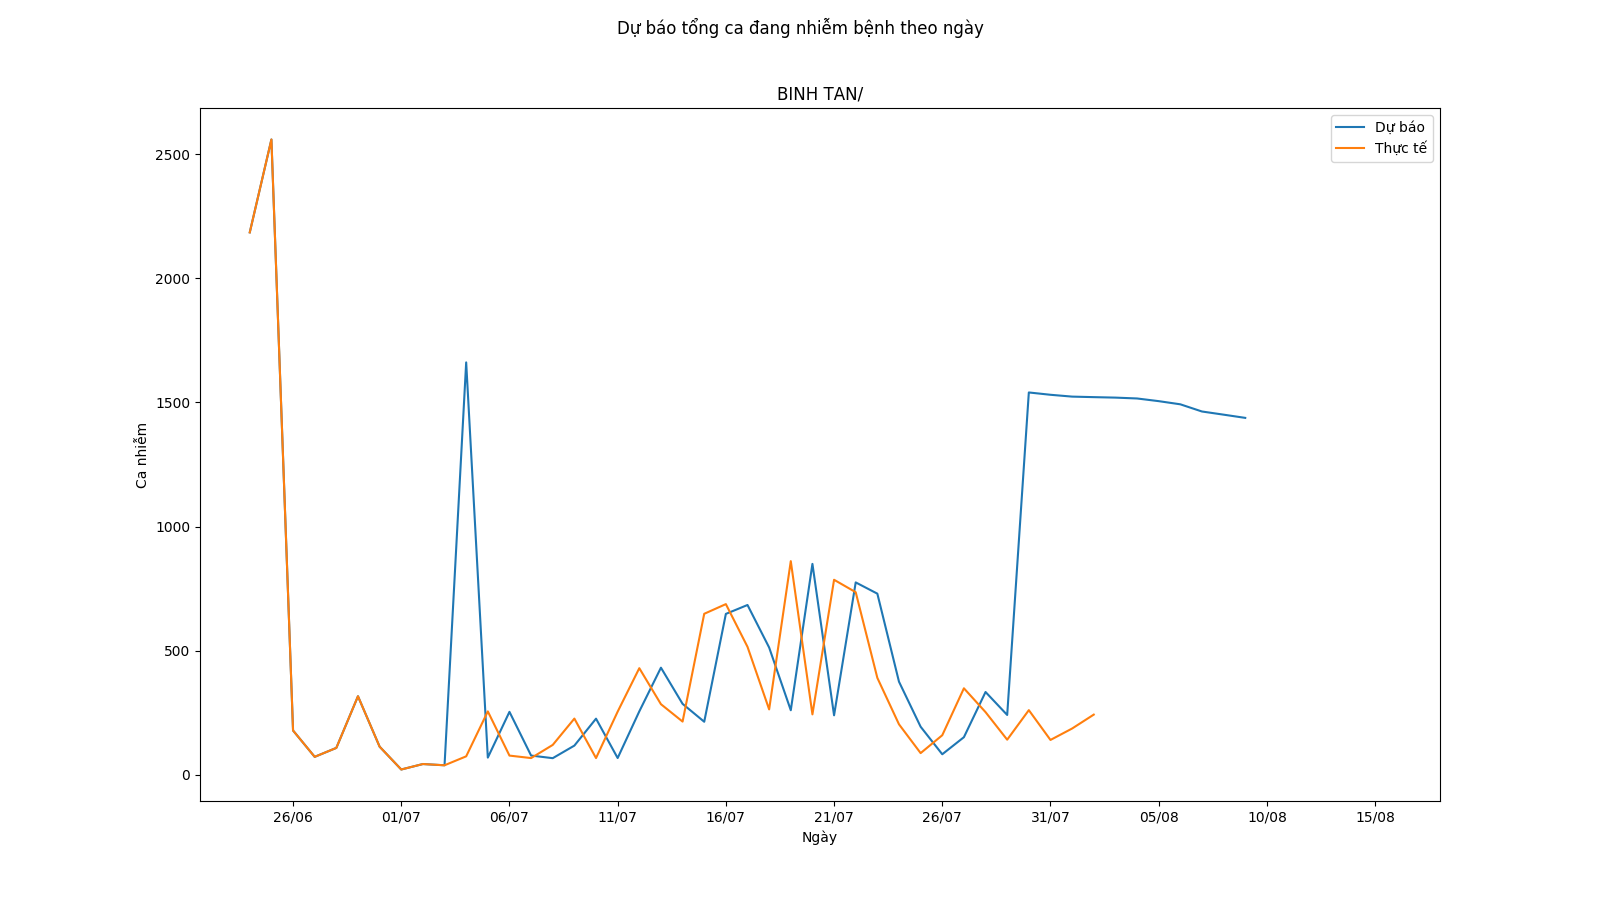 Dự báo tổng ca đang nhiễm bệnh theo ngày
BINH TAN/
Dự báo
Thực tế
2500
2000
1500
1000
500
0
Ca nhiễm
26/06 01/07 06/07 11/07 16/07 21/07 26/07 31/07 05/08 10/08 15/08
Ngày